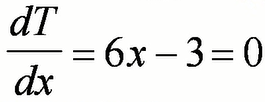 dT/dx = 6x − 3 = 0